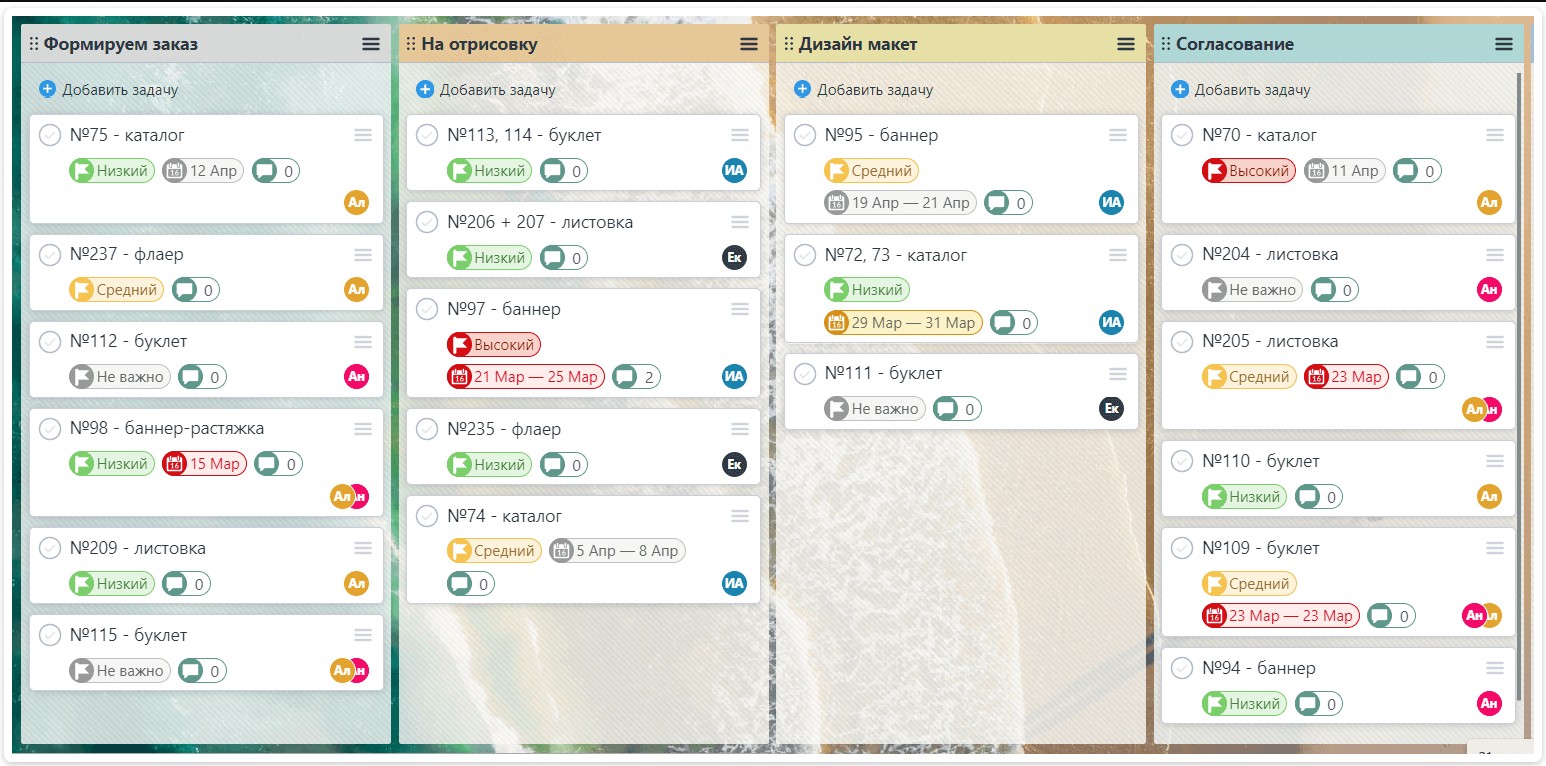 Формируем заказ
Добавить задачу
№75 - каталог
Низкий 12 Апр 0
Ал
№237 - флаер
Средний 0 Ал
№112 - буклет
Не важно 0 Ан
№98 - баннер-растяжка
Низкий 15 Мар 0
Ал Ан
№209 - листовка
Низкий 0 Ал
№115 - буклет
Не важно 0 Ал Ан
На отрисовку
Добавить задачу
№113, 114 - буклет
Низкий 0 ИА
№206 + 207 - листовка
Низкий 0 Ек
№97 - баннер
Высокий
21 Мар — 25 Мар 2 ИА
№235 - флаер
Низкий 0 Ек
№74 - каталог
Средний 5 Апр — 8 Апр
0 ИА
Дизайн макет
Добавить задачу
№95 - баннер
Средний
19 Апр — 21 Апр 0 ИА
№72, 73 - каталог
Низкий
29 Мар — 31 Мар 0 ИА
№111 - буклет
Не важно 0 Ек
Согласование
Добавить задачу
№70 - каталог
Высокий 11 Апр 0
Ал
№204 - листовка
Не важно 0 Ан
№205 - листовка
Средний 23 Мар 0
Ал Ан
№110 - буклет
Низкий 0 Ал
№109 - буклет
Средний
23 Мар — 23 Мар 0 Ан Ал
№94 - баннер
Низкий 0 Ан